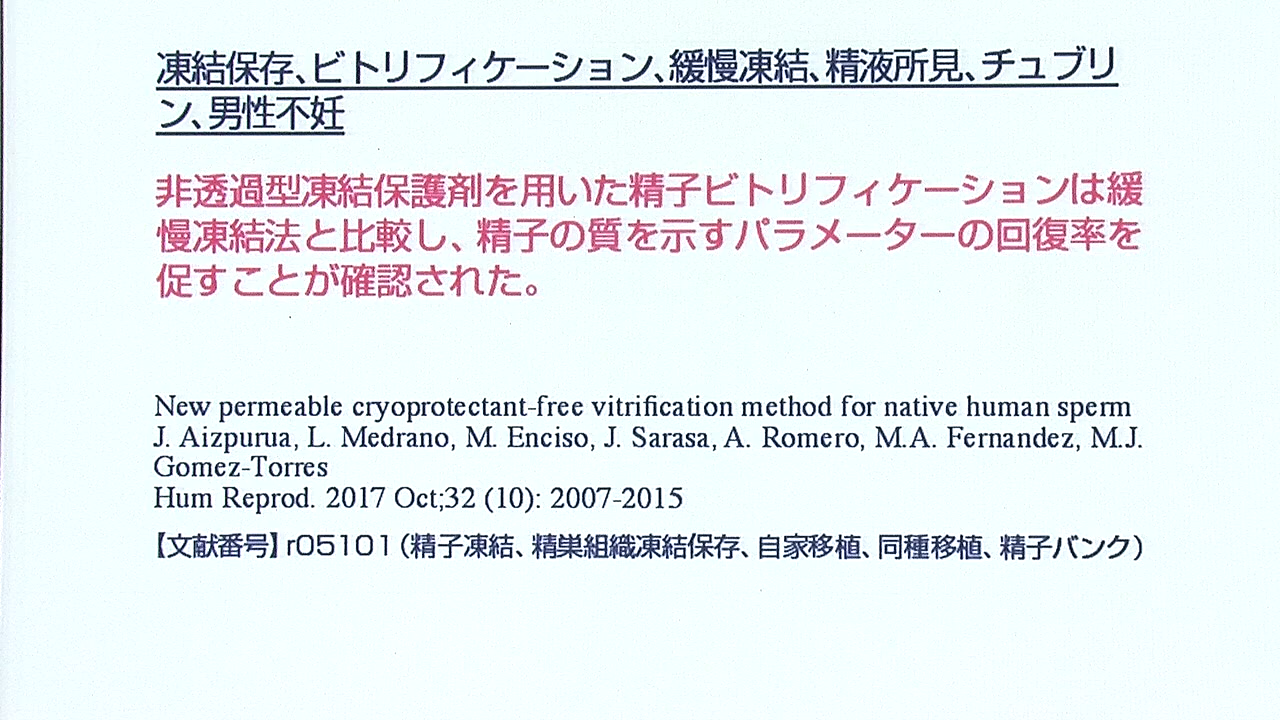 凍結保存、ビトリフィケーション、緩慢凍結、精液所見、チュブリ
ン、男性不妊
非透過型凍結保護剤を用いた精子ビトリフィケーションは緩
慢凍結法と比較し、精子の質を示すパラメーターの回復率を
促すことが確認された。
New permeable cryoprotectant-free vitrification method for native human sperm
J. Aizpurua, L. Medrano, M. Enciso, J. Sarasa, A. Romero, M.A. Fernandez, M.J.
Gomez-Torres
Hum Reprod. 2017 Oct;32 (10): 2007-2015
【文献番号】r05101（精子凍結、精巣組織凍結保存、自家移植、同種移植、精子バンク）